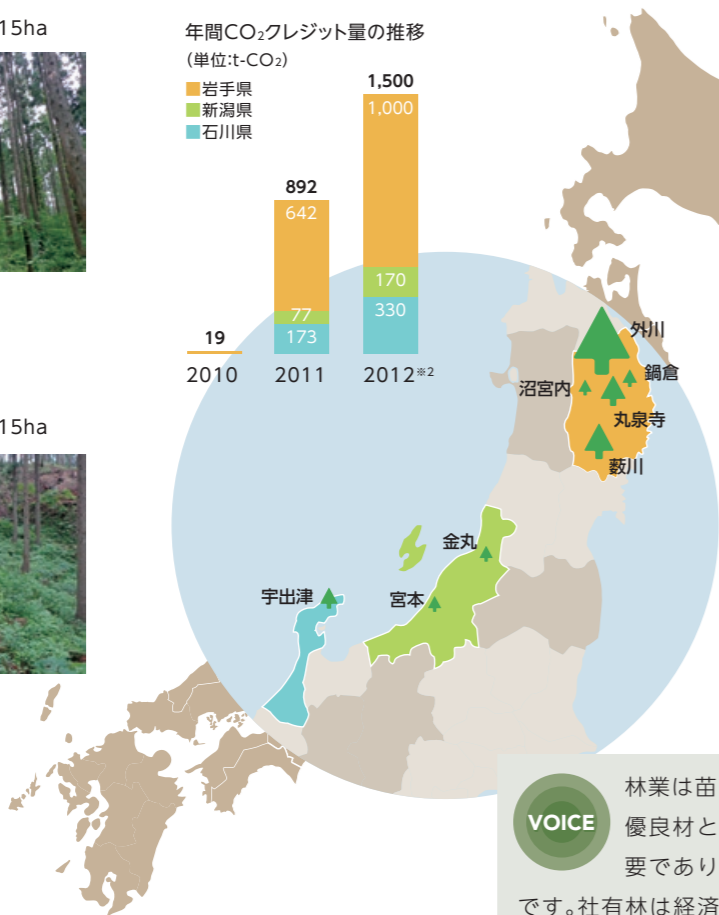 15ha
年間CO₂クレジット量の推移
(単位:t-CO₂)
岩手県
新潟県
石川県
1,500
1,000
170
330
892
642
77
173
19
2010
2011
2012※2
15ha
外川
鍋倉
沼宮内
丸泉寺
薮川
金丸
宮本
宇出津
VOICE
林業は苗
優良材と
要であり
です。社有林は経済